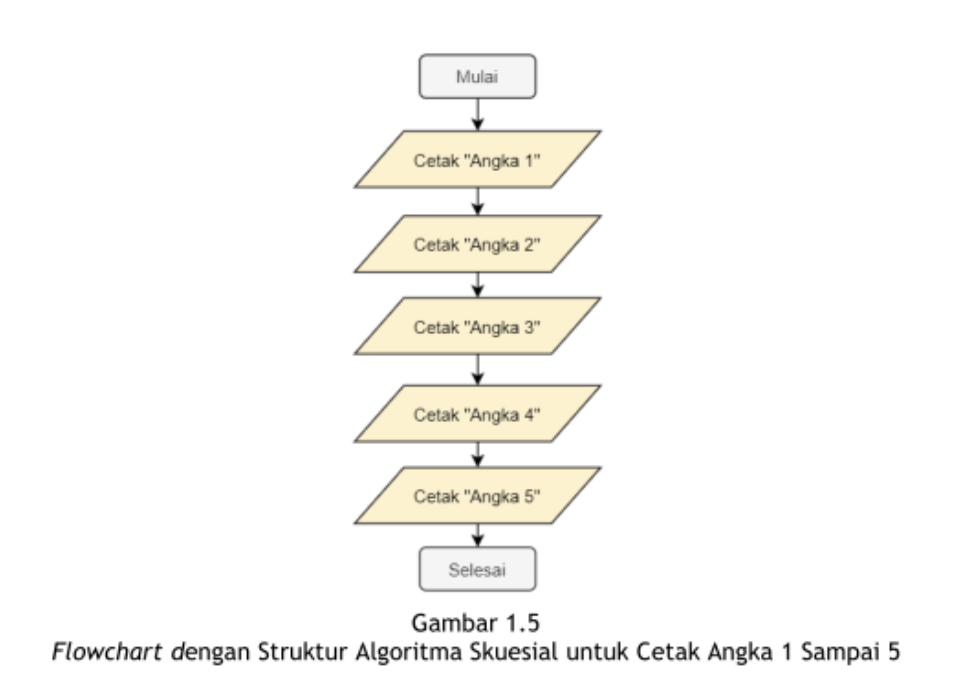 Mulai
Cetak "Angka 1"
Cetak "Angka 2"
Cetak "Angka 3"
Cetak "Angka 4"
Cetak "Angka 5"
Selesai
Gambar 1.5
Flowchart dengan Struktur Algoritma Skuesial untuk Cetak Angka 1 Sampai 5